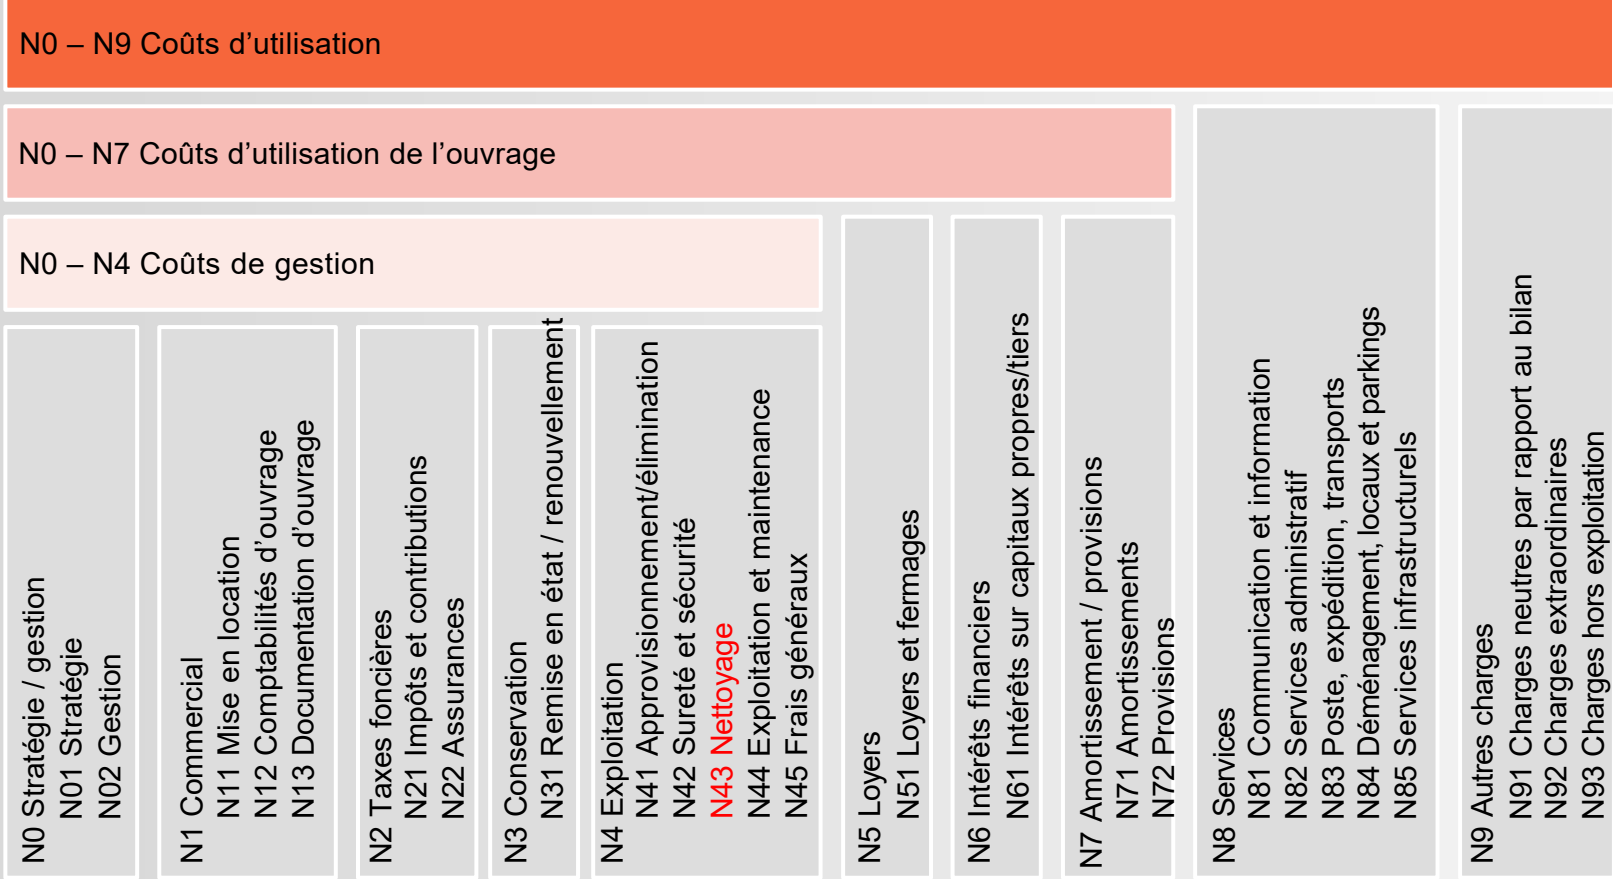 N0 – N9 Coûts d’utilisation
N0 – N7 Coûts d’utilisation de l’ouvrage
N0 – N4 Coûts de gestion
N0 Stratégie / gestion
N01 Stratégie
N02 Gestion
N1 Commercial
N11 Mise en location
N12 Comptabilités d’ouvrage
N13 Documentation d’ouvrage
N2 Taxes foncières
N21 Impôts et contributions
N22 Assurances
N3 Conservation
N31 Remise en état / renouvellement
N4 Exploitation
N41 Approvisionnement/élimination
N42 Sureté et sécurité
N43 Nettoyage
N44 Exploitation et maintenance
N45 Frais généraux
N5 Loyers
N51 Loyers et fermages
N6 Intérêts financiers
N61 Intérêts sur capitaux propres/tiers
N7 Amortissement / provisions
N71 Amortissements
N72 Provisions
N8 Services
N81 Communication et information
N82 Services administratif
N83 Poste, expédition, transports
N84 Déménagement, locaux et parkings
N85 Services infrastructurels
N9 Autres charges
N91 Charges neutres par rapport au bilan
N92 Charges extraordinaires
N93 Charges hors exploitation